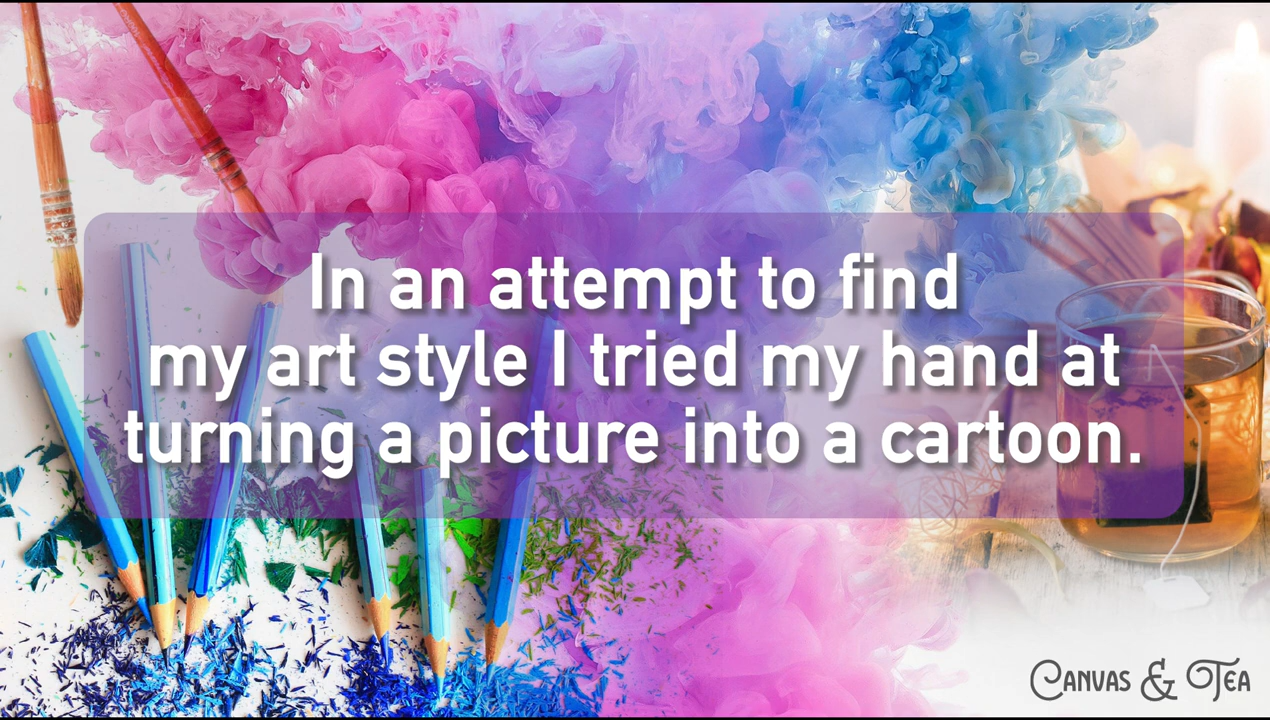 In an attempt to find
my art style I tried my hand at
turning a picture into a cartoon.
Canvas & Tea